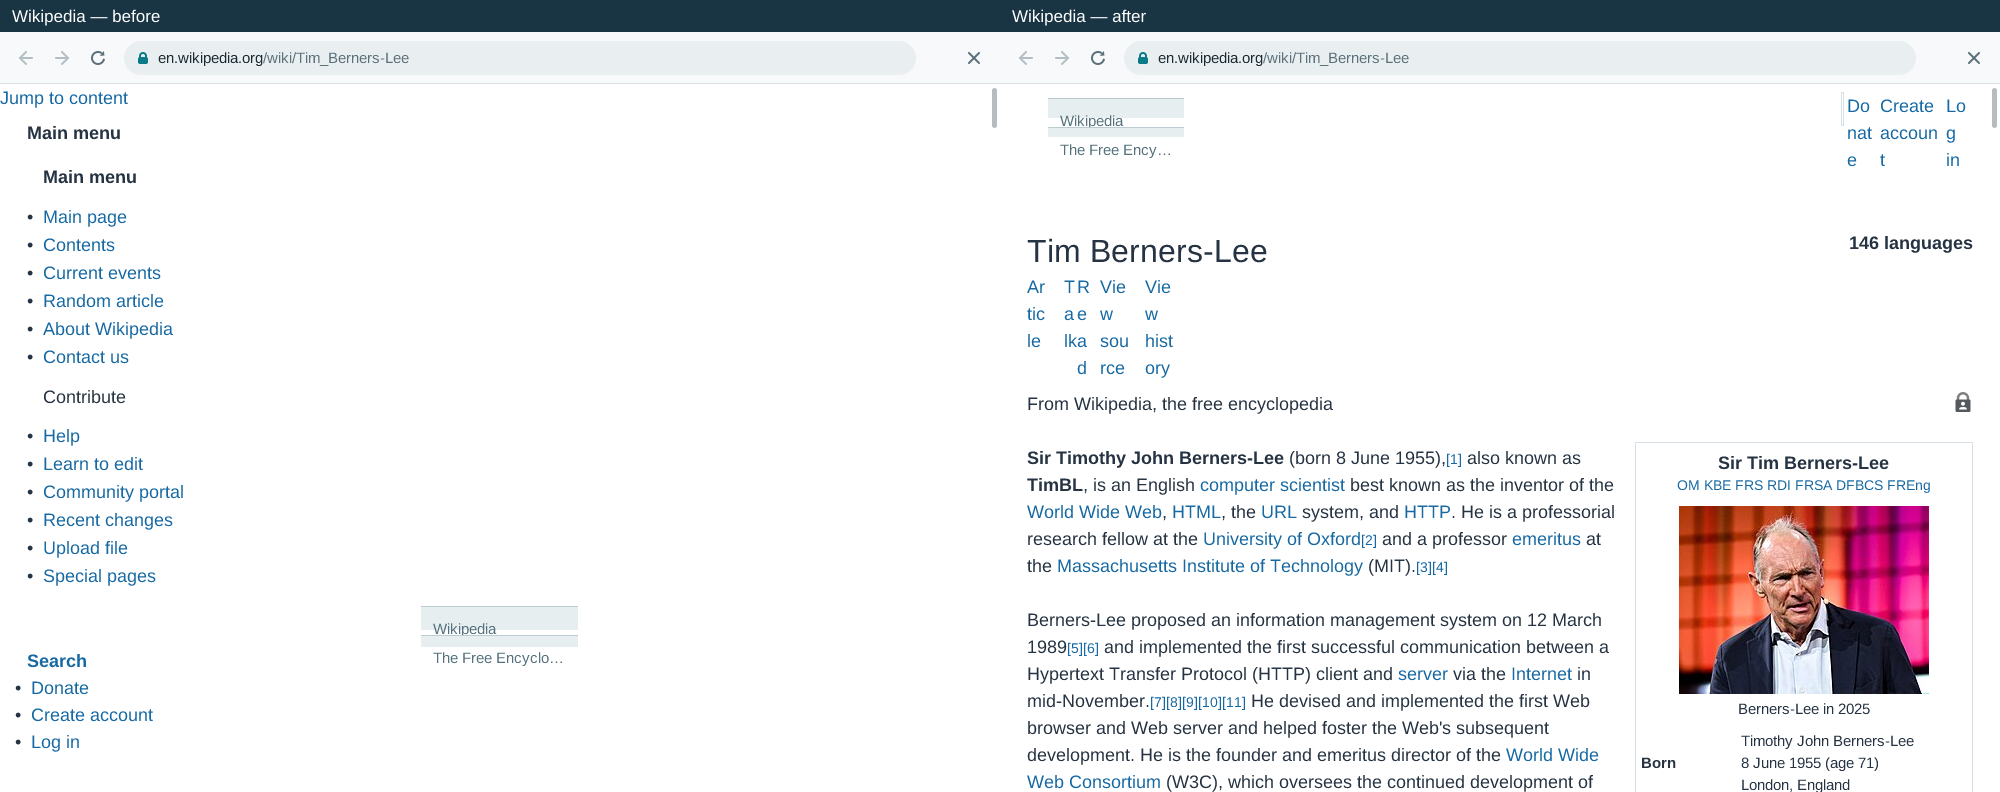 Wikipedia — before
en.wikipedia.org/wiki/Tim_Berners-Lee
Jump to content
Main menu
Main menu
• Main page
• Contents
• Current events
• Random article
• About Wikipedia
• Contact us
Contribute
• Help
• Learn to edit
• Community portal
• Recent changes
• Upload file
• Special pages
Wikipedia
The Free Encyclo…
Search
• Donate
• Create account
• Log in
Wikipedia — after
en.wikipedia.org/wiki/Tim_Berners-Lee
Wikipedia
The Free Ency…
Do
nat
e
Create
accoun
t
Lo
g
in
Tim Berners-Lee
146 languages
Ar
tic
le
T
a
lk
R
e
a
d
Vie
w
sou
rce
Vie
w
hist
ory
From Wikipedia, the free encyclopedia
Sir Timothy John Berners-Lee (born 8 June 1955),[1] also known as
TimBL, is an English computer scientist best known as the inventor of the
World Wide Web, HTML, the URL system, and HTTP. He is a professorial
research fellow at the University of Oxford[2] and a professor emeritus at
the Massachusetts Institute of Technology (MIT).[3][4]
Berners-Lee proposed an information management system on 12 March
1989[5][6] and implemented the first successful communication between a
Hypertext Transfer Protocol (HTTP) client and server via the Internet in
mid-November.[7][8][9][10][11] He devised and implemented the first Web
browser and Web server and helped foster the Web's subsequent
development. He is the founder and emeritus director of the World Wide
Web Consortium (W3C), which oversees the continued development of
Sir Tim Berners-Lee
OM KBE FRS RDI FRSA DFBCS FREng
Berners-Lee in 2025
Born
Timothy John Berners-Lee
8 June 1955 (age 71)
London, England